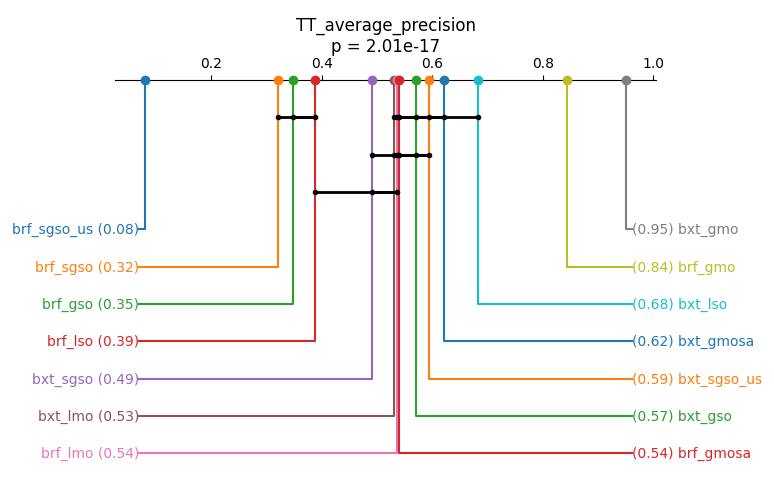 TT_average_precision
p = 2.01e-17
0.2 0.4 0.6 0.8 1.0
brf_sgso_us (0.08) (0.95) bxt_gmo
brf_sgso (0.32) (0.84) brf_gmo
brf_gso (0.35) (0.68) bxt_lso
brf_lso (0.39) (0.62) bxt_gmosa
bxt_sgso (0.49) (0.59) bxt_sgso_us
bxt_lmo (0.53) (0.57) bxt_gso
brf_lmo (0.54) (0.54) brf_gmosa